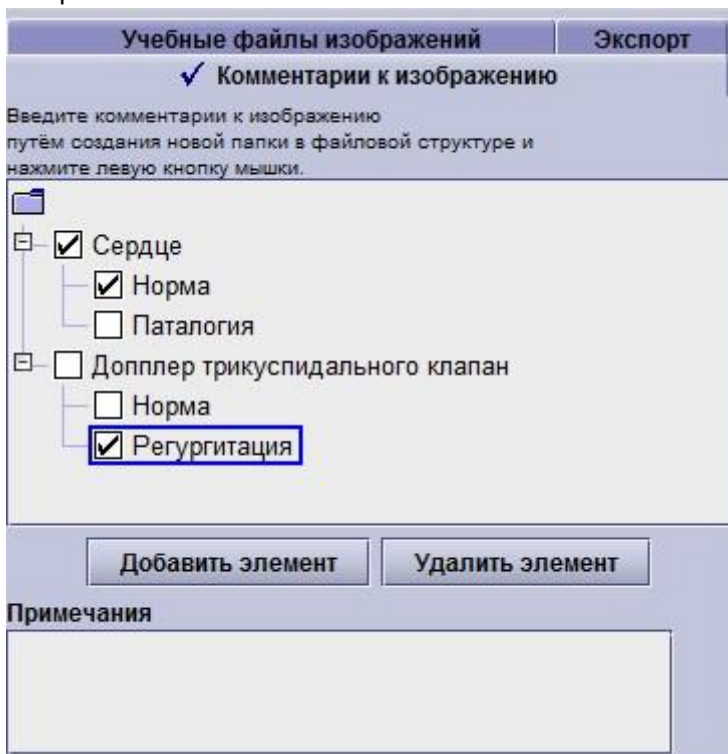 Учебные файлы изображений Экспорт
Комментарии к изображению
Введите комментарии к изображению
путём создания новой папки в файловой структуре и
нажмите левую кнопку мышки.
Сердце
Норма
Паталогия
Допплер трикуспидального клапан
Норма
Регургитация
Добавить элемент Удалить элемент
Примечания